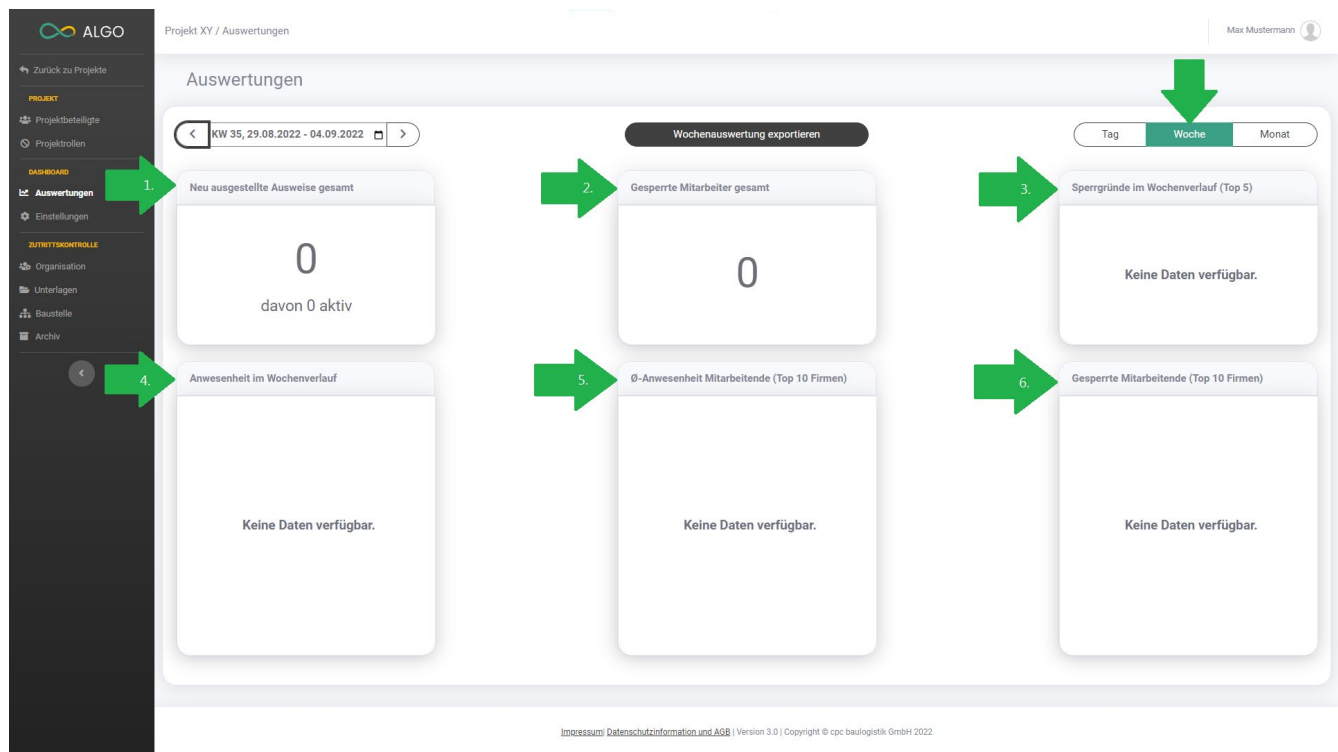 ALGO
Projekt XY / Auswertungen
Max Mustermann
Zurück zu Projekte
PROJEKT
Projektbeteiligte
Projektrollen
DASHBOARD
Auswertungen
Einstellungen
ZUTRITTSKONTROLLE
Organisation
Unterlagen
Baustelle
Archiv
Auswertungen
KW 35, 29.08.2022 - 04.09.2022
Wochenauswertung exportieren
Tag Woche Monat
1. Neu ausgestellte Ausweise gesamt
0
davon 0 aktiv
2. Gesperrte Mitarbeiter gesamt
0
3. Sperrgründe im Wochenverlauf (Top 5)
Keine Daten verfügbar.
4. Anwesenheit im Wochenverlauf
Keine Daten verfügbar.
5. Ø-Anwesenheit Mitarbeitende (Top 10 Firmen)
Keine Daten verfügbar.
6. Gesperrte Mitarbeitende (Top 10 Firmen)
Keine Daten verfügbar.
Impressum| Datenschutzinformation und AGB | Version 3.0 | Copyright © cpc baulogistik GmbH 2022